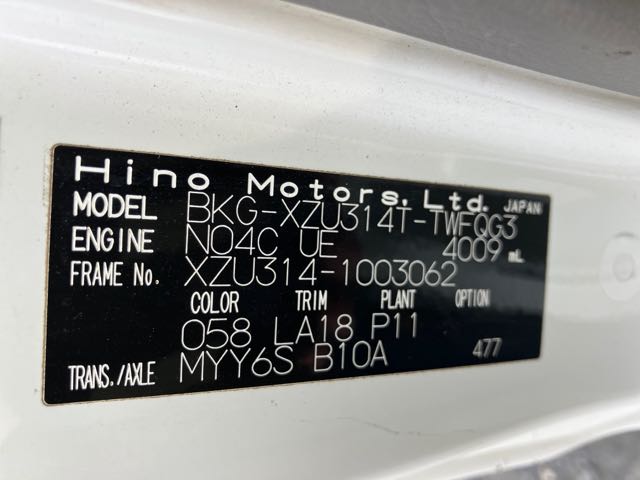 Hino Motors, Ltd. JAPAN
MODEL BKG-XZU314T-TWFQG3
ENGINE N04C UE 4009 mL
FRAME No. XZU314-1003062
COLOR TRIM PLANT OPTION
058 LA18 P11
TRANS./AXLE MYY6S B10A 477